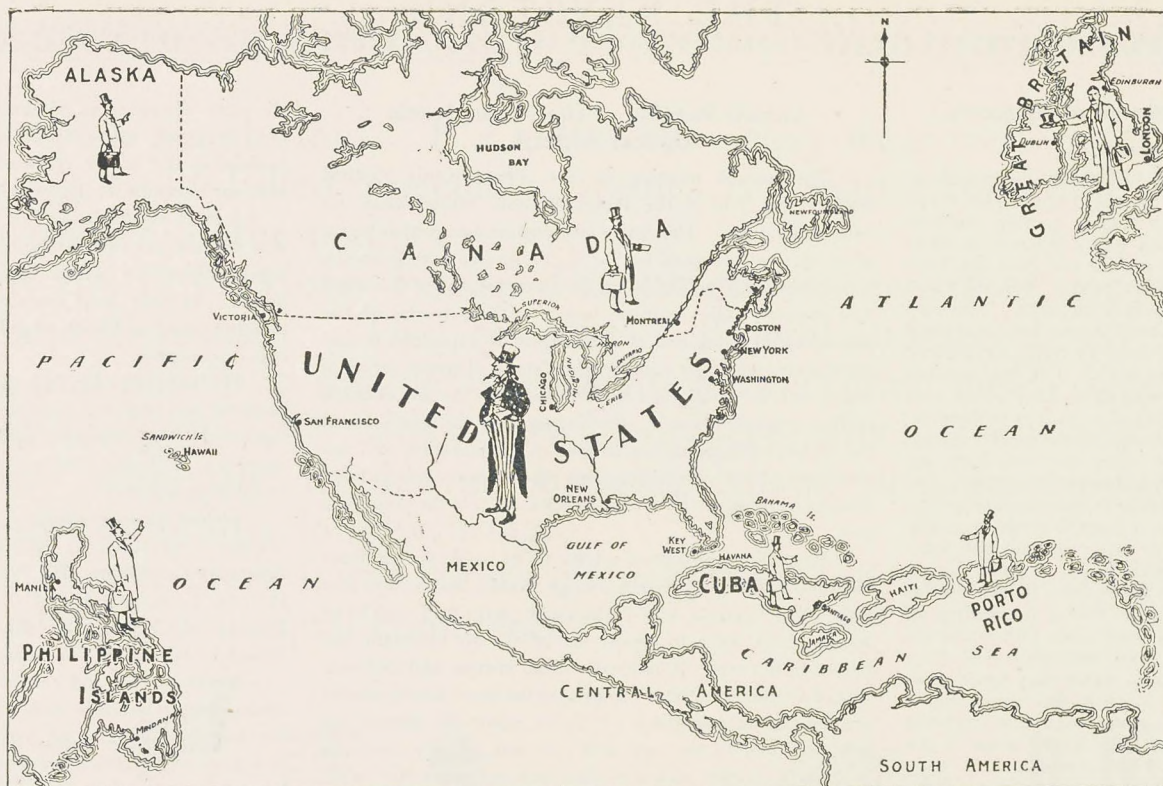 N
ALASKA
GREAT BRITAIN
EDINBURGH
DUBLIN
LONDON
HUDSON
BAY
NEWFOUNDLAND
CANADA
SUPERIOR
VICTORIA
MONTREAL
ATLANTIC
BOSTON
HURON
ONTARIO
NEW YORK
PACIFIC
UNITED STATES
CHICAGO
MICHIGAN
ERIE
WASHINGTON
SAN FRANCISCO
OCEAN
SANDWICH IS
HAWAII
NEW
ORLEANS
BAHAMA IS.
GULF OF
MEXICO
KEY
WEST
HAVANA
MEXICO
CUBA
MANILA
OCEAN
HAITI
PORTO
RICO
SANTIAGO
JAMAICA
PHILIPPINE
ISLANDS
CARIBBEAN SEA
CENTRAL AMERICA
MINDANAO
SOUTH AMERICA